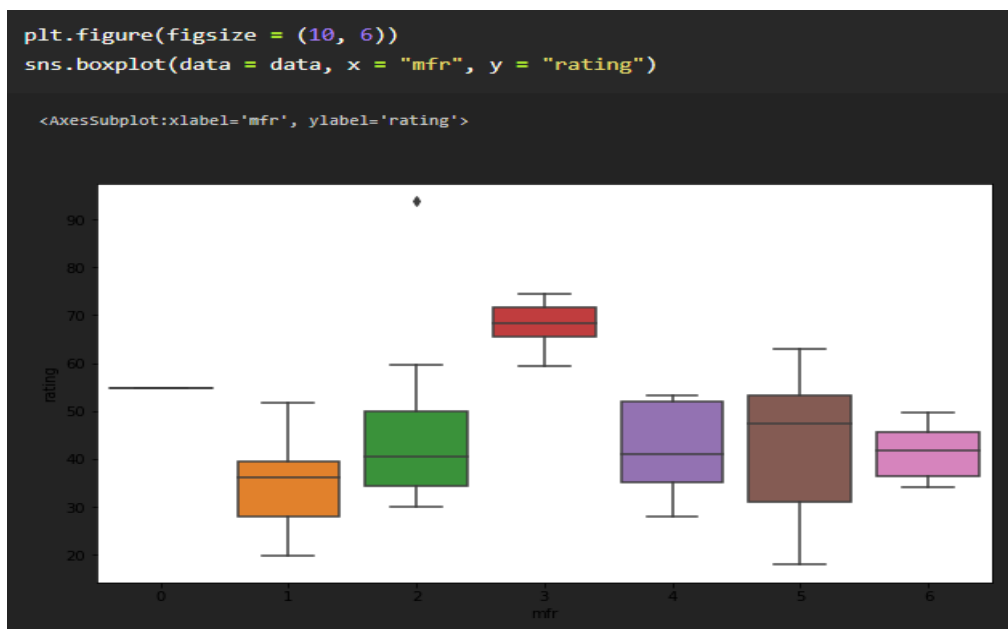 plt.figure(figsize = (10, 6))
sns.boxplot(data = data, x = "mfr", y = "rating")
<AxesSubplot:xlabel='mfr', ylabel='rating'>
90
80
70
60
50
40
30
20
rating
0 1 2 3 4 5 6
mfr